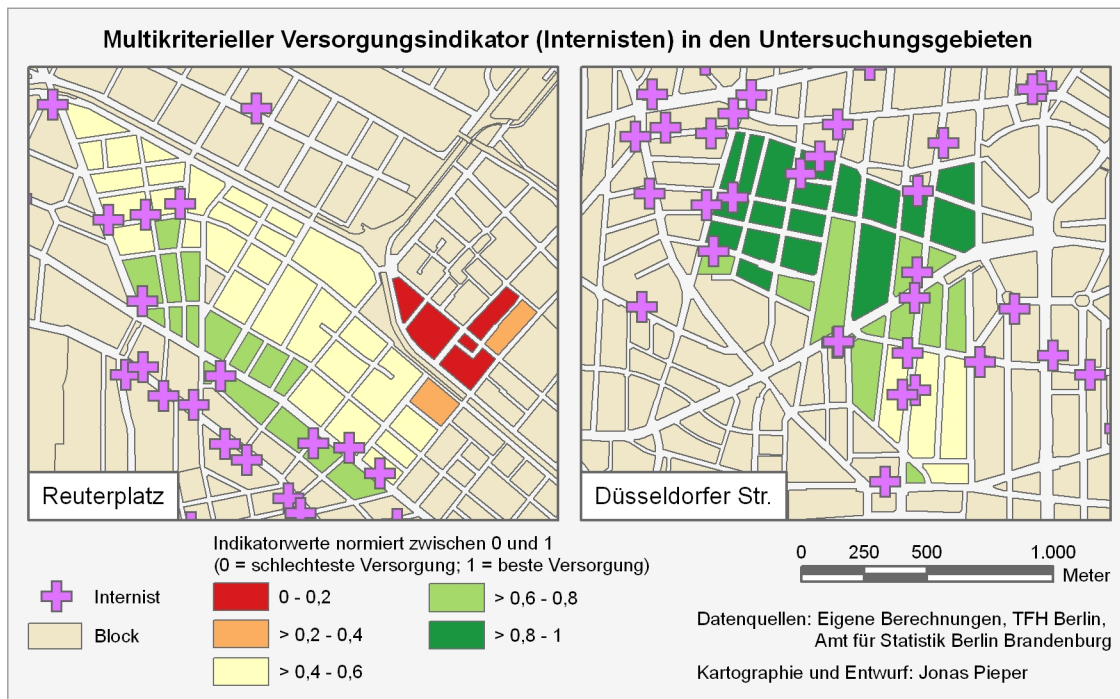 Multikriterieller Versorgungsindikator (Internisten) in den Untersuchungsgebieten
Reuterplatz
Düsseldorfer Str.
Indikatorwerte normiert zwischen 0 und 1
(0 = schlechteste Versorgung; 1 = beste Versorgung)
Internist
Block
0 - 0,2
> 0,2 - 0,4
> 0,4 - 0,6
> 0,6 - 0,8
> 0,8 - 1
0 250 500 1.000
Meter
Datenquellen: Eigene Berechnungen, TFH Berlin,
Amt für Statistik Berlin Brandenburg
Kartographie und Entwurf: Jonas Pieper